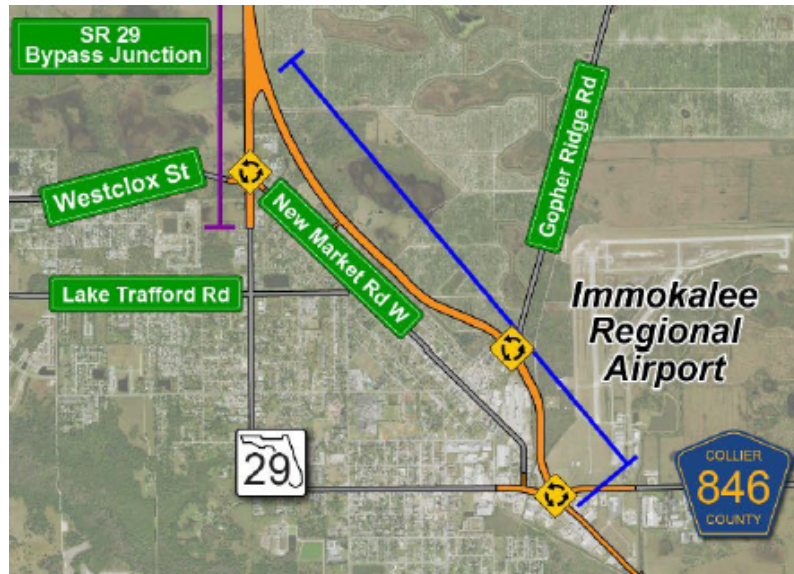 SR 29
Bypass Junction
Westclox St
New Market Rd W
Gopher Ridge Rd
Lake Trafford Rd
Immokalee
Regional
Airport
29
COLLIER
846
COUNTY